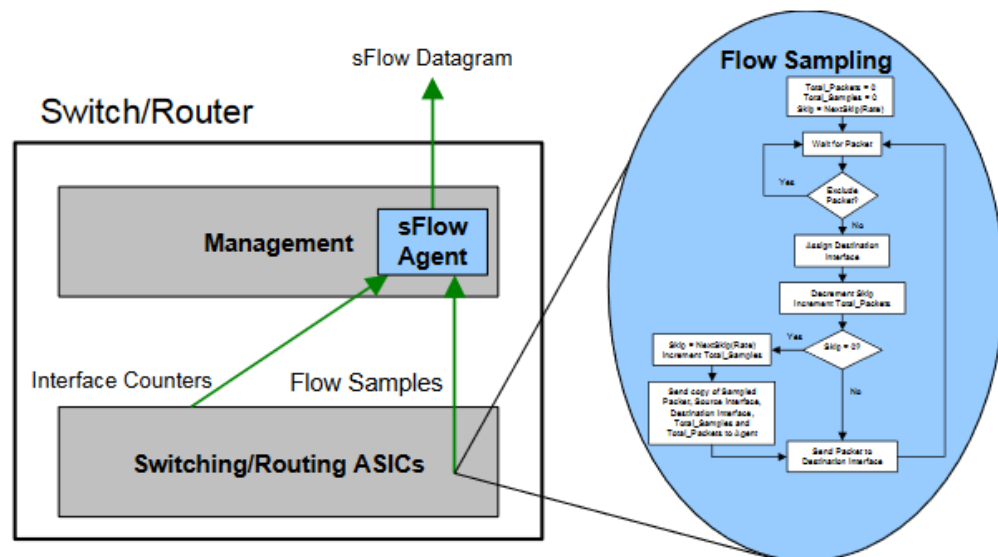 sFlow Datagram
Switch/Router
Management
sFlow
Agent
Interface Counters
Flow Samples
Switching/Routing ASICs
Flow Sampling
Total_Packets = 0
Total_Samples = 0
Skip = NextSkip(Rate)
Wait for Packet
Yes
Exclude
Packet?
No
Assign Destination
Interface
Decrement Skip
Increment Total_Packets
Yes
Skip = 0?
Skip = NextSkip(Rate)
Increment Total_Samples
No
Send copy of Sampled
Packet, Source Interface,
Destination Interface,
Total_Samples and
Total_Packets to Agent
Send Packet to
Destination Interface